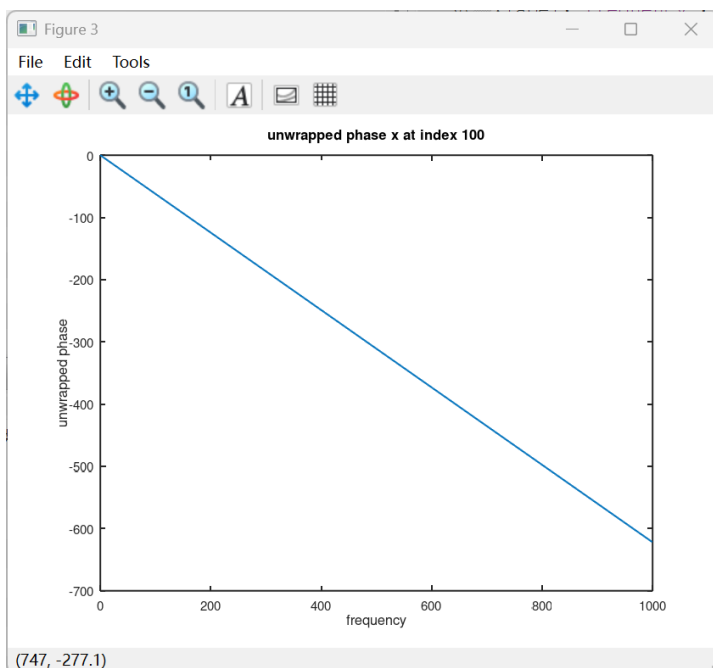 Figure 3
File Edit Tools
A
unwrapped phase x at index 100
0
-100
-200
-300
-400
-500
-600
-700
unwrapped phase
0 200 400 600 800 1000
frequency
(747, -277.1)